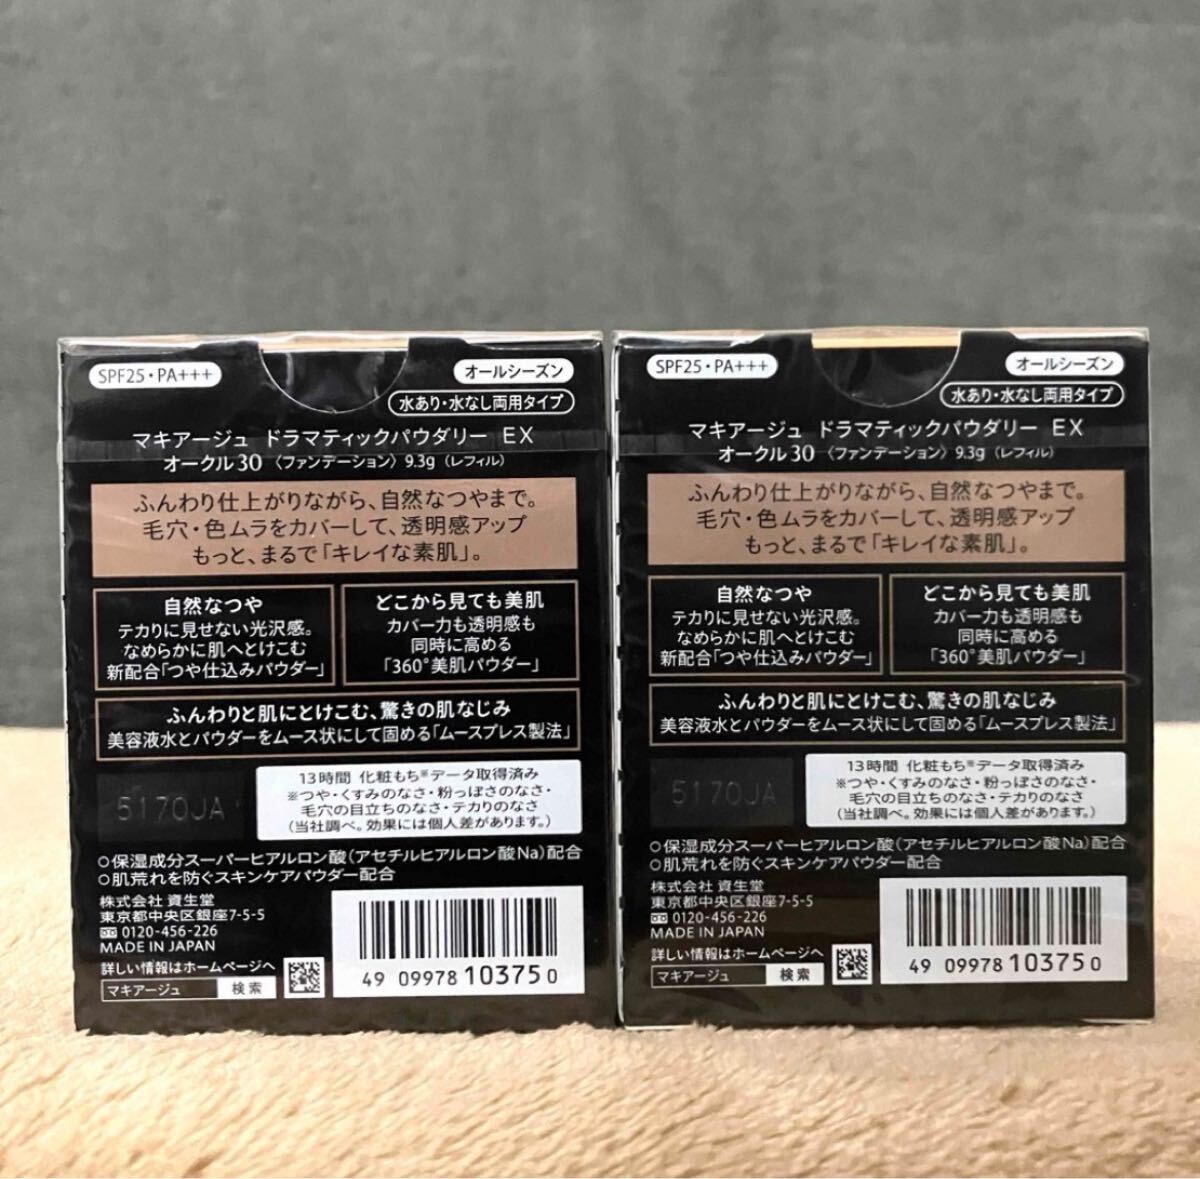 SPF25・PA+++
オールシーズン
水あり・水なし両用タイプ
マキアージュ ドラマティックパウダリー EX
オークル30 〈ファンデーション〉 9.3g (レフィル)
ふんわり仕上がりながら、自然なつやまで。
毛穴・色ムラをカバーして、透明感アップ
もっと、まるで「キレイな素肌」。
自然なつや
テカリに見せない光沢感。
なめらかに肌へとけこむ
新配合「つや仕込みパウダー」
どこから見ても美肌
カバー力も透明感も
同時に高める
「360°美肌パウダー」
ふんわりと肌にとけこむ、驚きの肌なじみ
美容液水とパウダーをムース状にして固める「ムースプレス製法」
5170JA
13時間 化粧もち※データ取得済み
※つや・くすみのなさ・粉っぽさのなさ・
毛穴の目立ちのなさ・テカりのなさ
(当社調べ。効果には個人差があります。)
○保湿成分スーパーヒアルロン酸(アセチルヒアルロン酸Na)配合
○肌荒れを防ぐスキンケアパウダー配合
株式会社 資生堂
東京都中央区銀座7-5-5
0120-456-226
MADE IN JAPAN
詳しい情報はホームページへ
マキアージュ 検索
4909978103750
SPF25・PA+++
オールシーズン
水あり・水なし両用タイプ
マキアージュ ドラマティックパウダリー EX
オークル30 〈ファンデーション〉 9.3g (レフィル)
ふんわり仕上がりながら、自然なつやまで。
毛穴・色ムラをカバーして、透明感アップ
もっと、まるで「キレイな素肌」。
自然なつや
テカリに見せない光沢感。
なめらかに肌へとけこむ
新配合「つや仕込みパウダー」
どこから見ても美肌
カバー力も透明感も
同時に高める
「360°美肌パウダー」
ふんわりと肌にとけこむ、驚きの肌なじみ
美容液水とパウダーをムース状にして固める「ムースプレス製法」
5170JA
13時間 化粧もち※データ取得済み
※つや・くすみのなさ・粉っぽさのなさ・
毛穴の目立ちのなさ・テカりのなさ
(当社調べ。効果には個人差があります。)
○保湿成分スーパーヒアルロン酸(アセチルヒアルロン酸Na)配合
○肌荒れを防ぐスキンケアパウダー配合
株式会社 資生堂
東京都中央区銀座7-5-5
0120-456-226
MADE IN JAPAN
詳しい情報はホームページへ
マキアージュ 検索
4909978103750